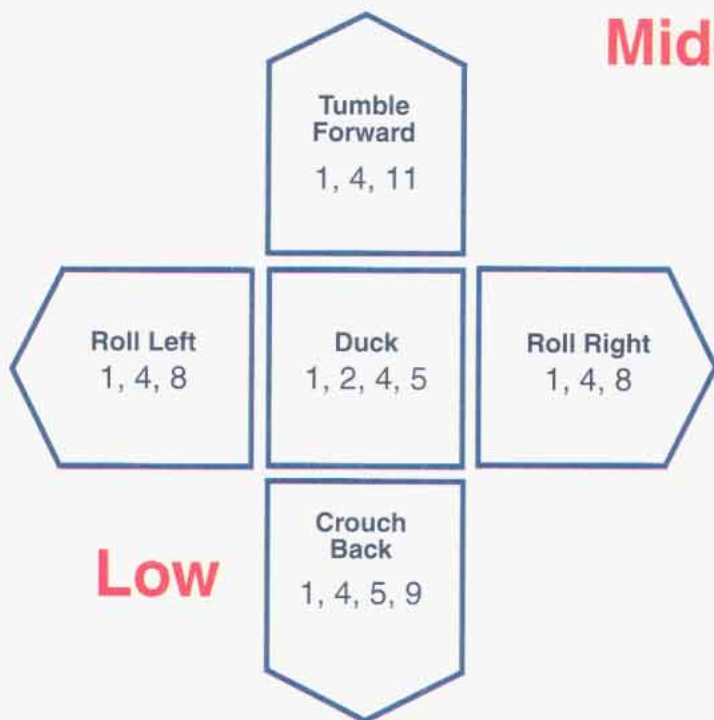 Mid
Tumble
Forward
1, 4, 11
Roll Left
1, 4, 8
Duck
1, 2, 4, 5
Roll Right
1, 4, 8
Low
Crouch
Back
1, 4, 5, 9